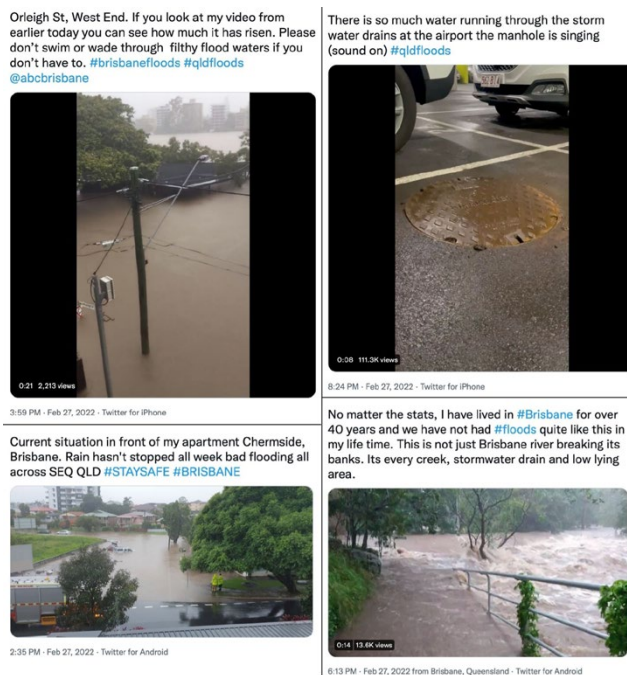 Orleigh St, West End. If you look at my video from
earlier today you can see how much it has risen. Please
don't swim or wade through filthy flood waters if you
don't have to. #brisbanefloods #qldfloods
@abcbrisbane
0:21 2,213 views
3:59 PM · Feb 27, 2022 · Twitter for iPhone
Current situation in front of my apartment Chermside,
Brisbane. Rain hasn't stopped all week bad flooding all
across SEQ QLD #STAYSAFE #BRISBANE
2:35 PM · Feb 27, 2022 · Twitter for Android
There is so much water running through the storm
water drains at the airport the manhole is singing
(sound on) #qldfloods
0:08 111.3K views
8:24 PM · Feb 27, 2022 · Twitter for iPhone
No matter the stats, I have lived in #Brisbane for over
40 years and we have not had #floods quite like this in
my life time. This is not just Brisbane river breaking its
banks. Its every creek, stormwater drain and low lying
area.
0:14 13.6K views
6:13 PM · Feb 27, 2022 from Brisbane, Queensland · Twitter for Android